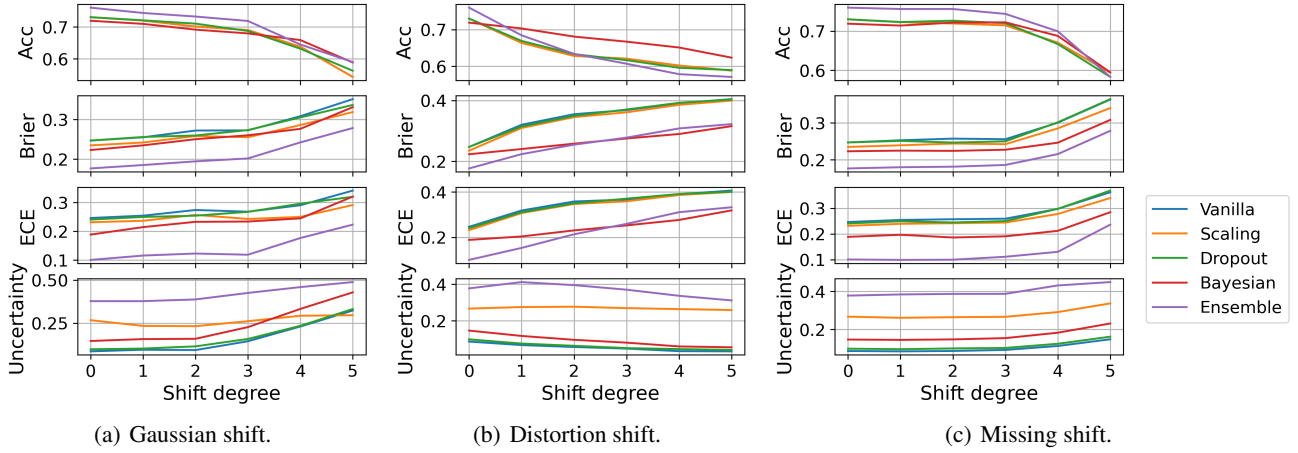 Acc
0.7
0.6
Brier
0.3
0.2
ECE
0.3
0.2
0.1
Uncertainty
0.50
0.25
0 1 2 3 4 5
Shift degree
(a) Gaussian shift.
Acc
0.7
0.6
Brier
0.4
0.2
ECE
0.4
0.2
Uncertainty
0.4
0.2
0 1 2 3 4 5
Shift degree
(b) Distortion shift.
Acc
0.7
0.6
Brier
0.3
0.2
ECE
0.3
0.2
0.1
Uncertainty
0.4
0.2
0 1 2 3 4 5
Shift degree
(c) Missing shift.
Vanilla
Scaling
Dropout
Bayesian
Ensemble